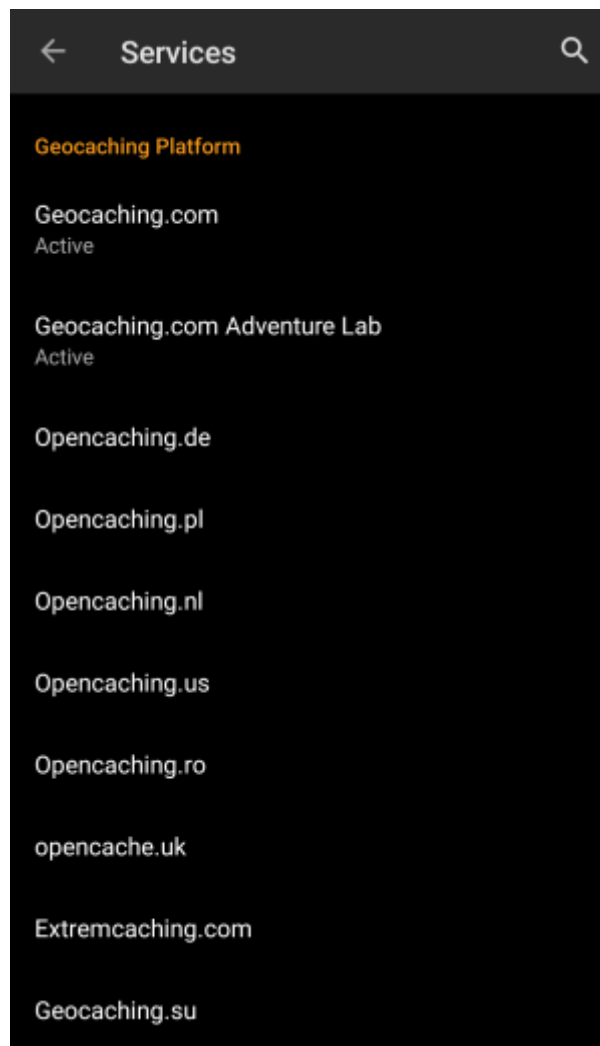 Services
Geocaching Platform
Geocaching.com
Active
Geocaching.com Adventure Lab
Active
Opencaching.de
Opencaching.pl
Opencaching.nl
Opencaching.us
Opencaching.ro
opencache.uk
Extremcaching.com
Geocaching.su